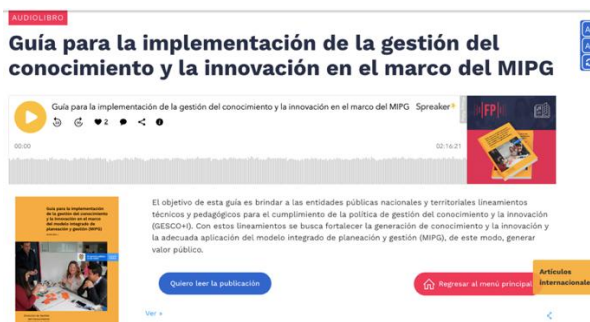 AUDIOLIBRO
Guía para la implementación de la gestión del
conocimiento y la innovación en el marco del MIPG
Guía para la implementación de la gestión del conocimiento y la innovación en el marco del MIPG Spreaker
2
00:00
02:16:21
FP
Guía para la implementación
de la gestión del conocimiento
y la innovación en el marco
del modelo integrado de
planeación y gestión (MIPG)
El objetivo de esta guía es brindar a las entidades públicas nacionales y territoriales lineamientos
técnicos y pedagógicos para el cumplimiento de la política de gestión del conocimiento y la innovación
(GESCO+I). Con estos lineamientos se busca fortalecer la generación de conocimiento y la innovación y
la adecuada aplicación del modelo integrado de planeación y gestión (MIPG), de este modo, generar
valor público.
Quiero leer la publicación
Regresar al menú principal
Artículos
internacionale
Ver »